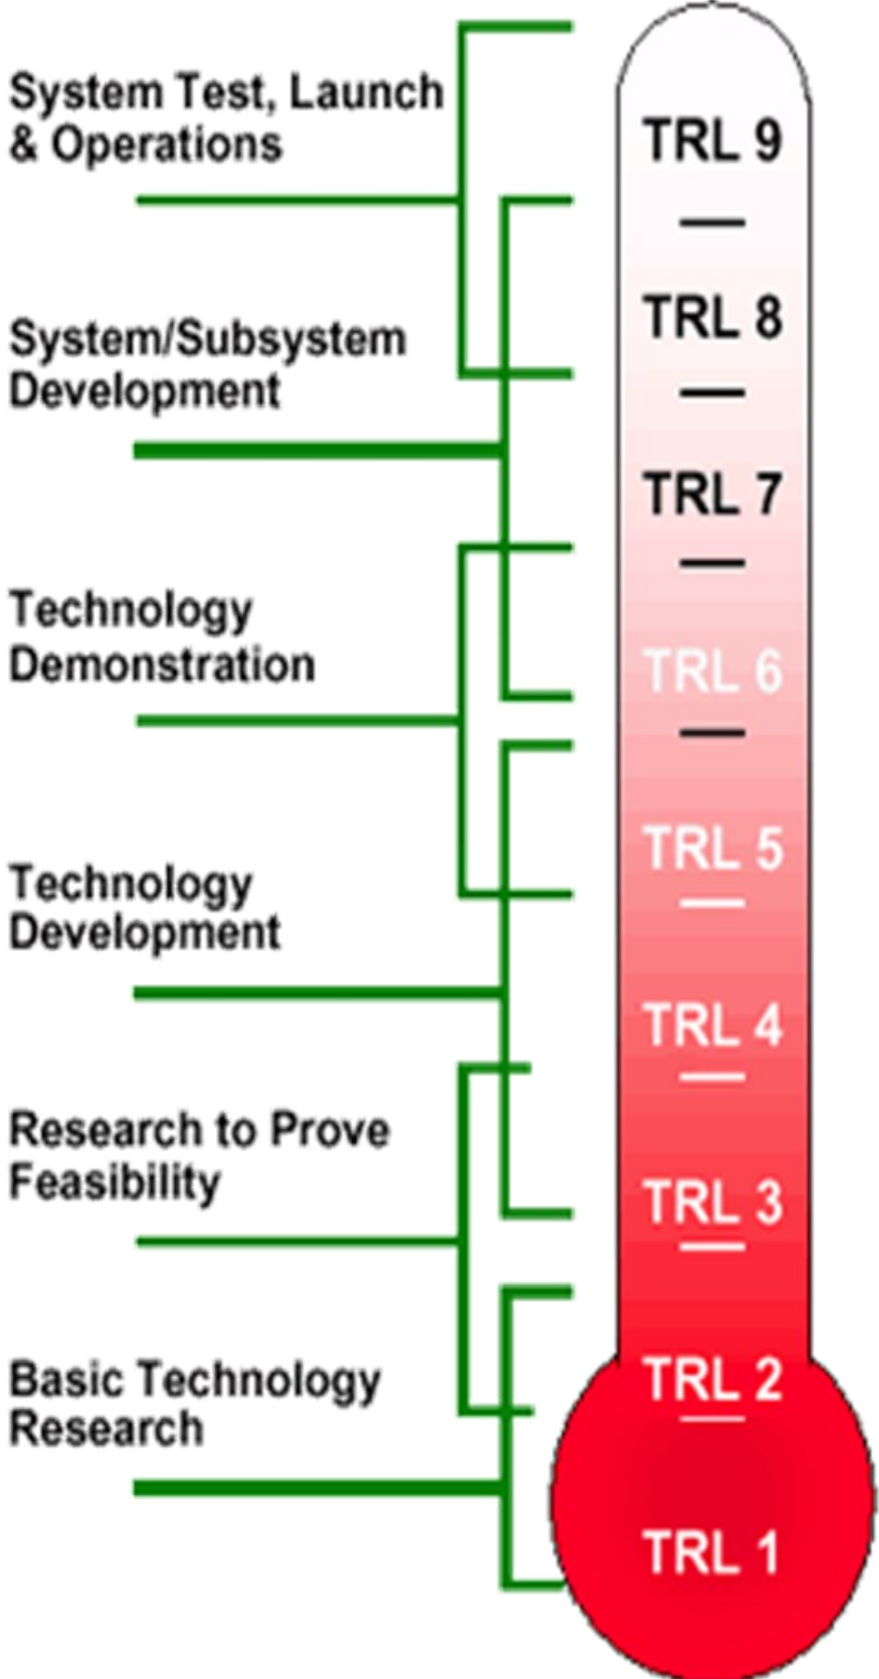 System Test, Launch
& Operations
System/Subsystem
Development
Technology
Demonstration
Technology
Development
Research to Prove
Feasibility
Basic Technology
Research
TRL 9
TRL 8
TRL 7
TRL 6
TRL 5
TRL 4
TRL 3
TRL 2
TRL 1